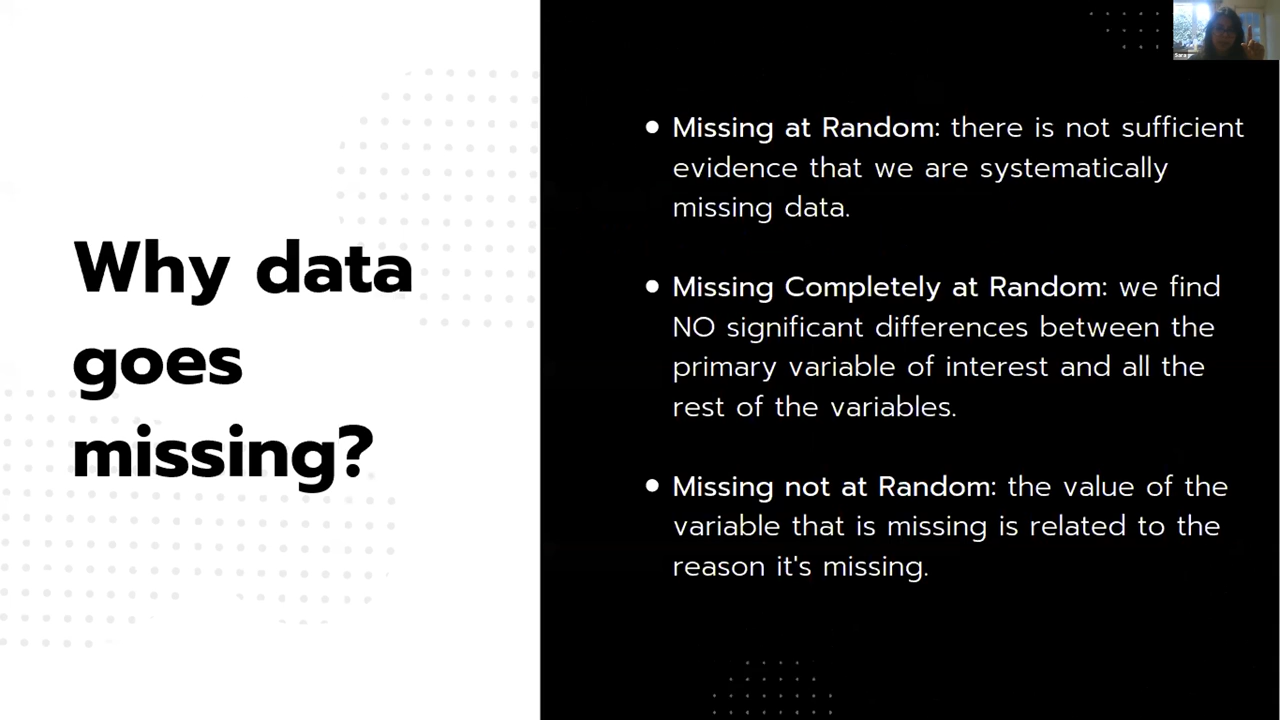 Why data
goes
missing?
Missing at Random: there is not sufficient
evidence that we are systematically
missing data.
Missing Completely at Random: we find
NO significant differences between the
primary variable of interest and all the
rest of the variables.
Missing not at Random: the value of the
variable that is missing is related to the
reason it's missing.